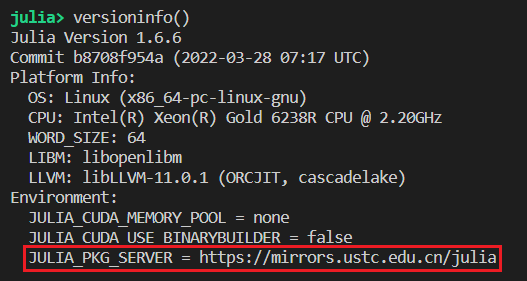 julia> versioninfo()
Julia Version 1.6.6
Commit b8708f954a (2022-03-28 07:17 UTC)
Platform Info:
  OS: Linux (x86_64-pc-linux-gnu)
  CPU: Intel(R) Xeon(R) Gold 6238R CPU @ 2.20GHz
  WORD_SIZE: 64
  LIBM: libopenlibm
  LLVM: libLLVM-11.0.1 (ORCJIT, cascadelake)
Environment:
  JULIA_CUDA_MEMORY_POOL = none
  JULIA_CUDA_USE_BINARYBUILDER = false
  JULIA_PKG_SERVER = https://mirrors.ustc.edu.cn/julia